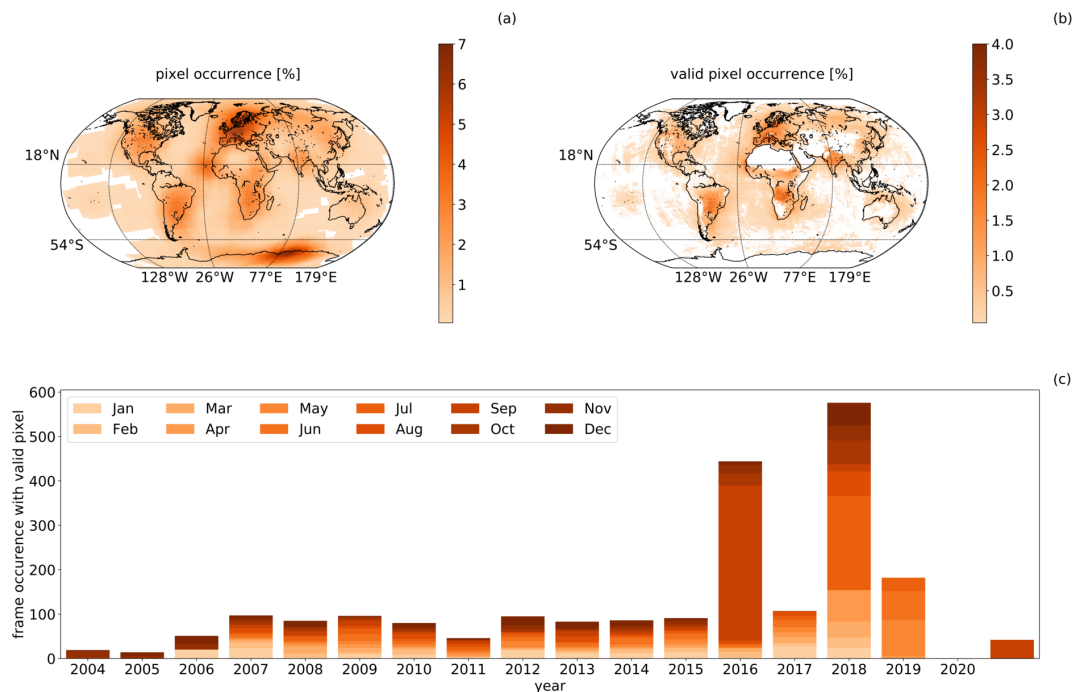 (a)
pixel occurrence [%]
7
6
5
4
3
2
1
18°N
54°S
128°W 26°W 77°E 179°E
(b)
valid pixel occurrence [%]
4.0
3.5
3.0
2.5
2.0
1.5
1.0
0.5
18°N
54°S
128°W 26°W 77°E 179°E
(c)
frame occurence with valid pixel
600
500
400
300
200
100
0
Jan Mar May Jul Sep Nov
Feb Apr Jun Aug Oct Dec
2004 2005 2006 2007 2008 2009 2010 2011 2012 2013 2014 2015 2016 2017 2018 2019 2020
year